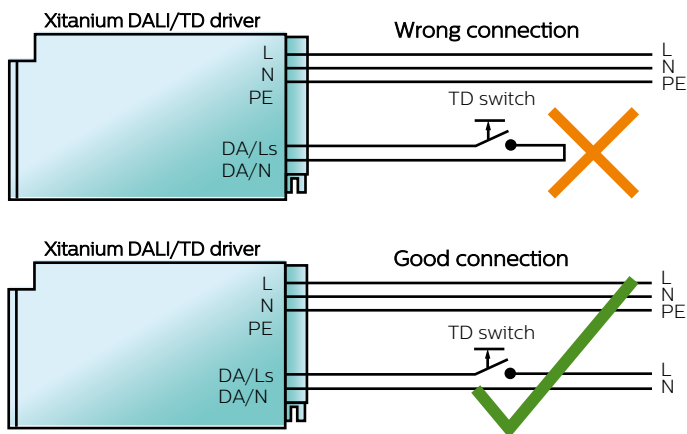 Xitanium DALI/TD driver
Wrong connection
L
N
PE
L
N
PE
TD switch
DA/Ls
DA/N
Xitanium DALI/TD driver
Good connection
L
N
PE
L
N
PE
TD switch
DA/Ls
DA/N
L
N